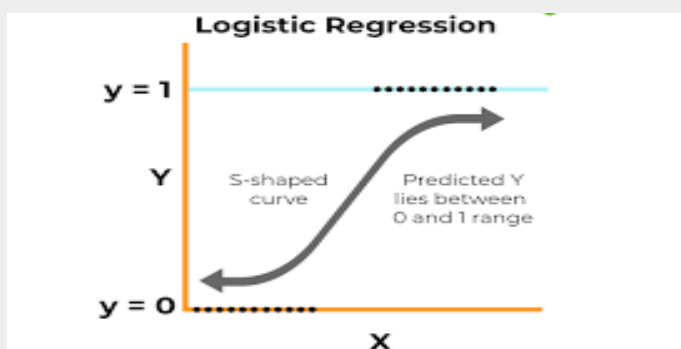 Logistic Regression
y = 1
Y
S-shaped
curve
Predicted Y
lies between
0 and 1 range
y = 0
X